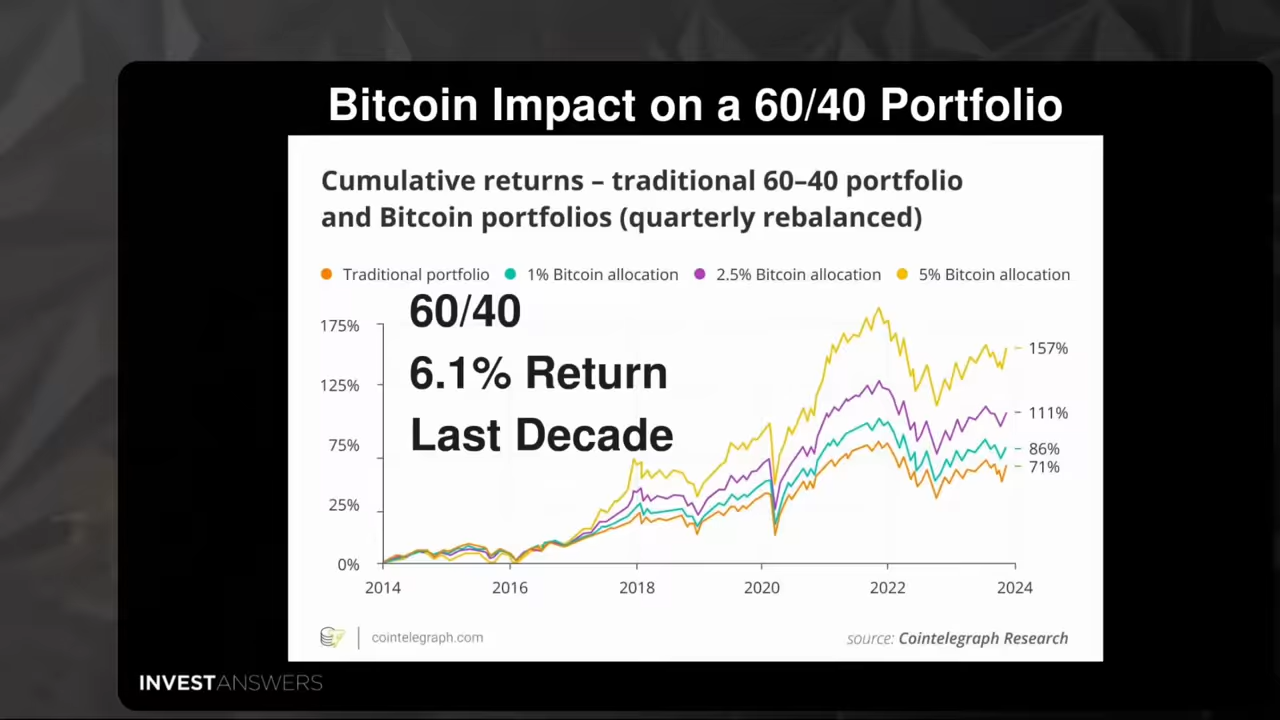 Bitcoin Impact on a 60/40 Portfolio
Cumulative returns – traditional 60–40 portfolio
and Bitcoin portfolios (quarterly rebalanced)
Traditional portfolio 1% Bitcoin allocation 2.5% Bitcoin allocation 5% Bitcoin allocation
60/40
6.1% Return
Last Decade
175%
125%
75%
25%
0%
157%
111%
86%
71%
2014 2016 2018 2020 2022 2024
cointelegraph.com
source: Cointelegraph Research
INVESTANSWERS